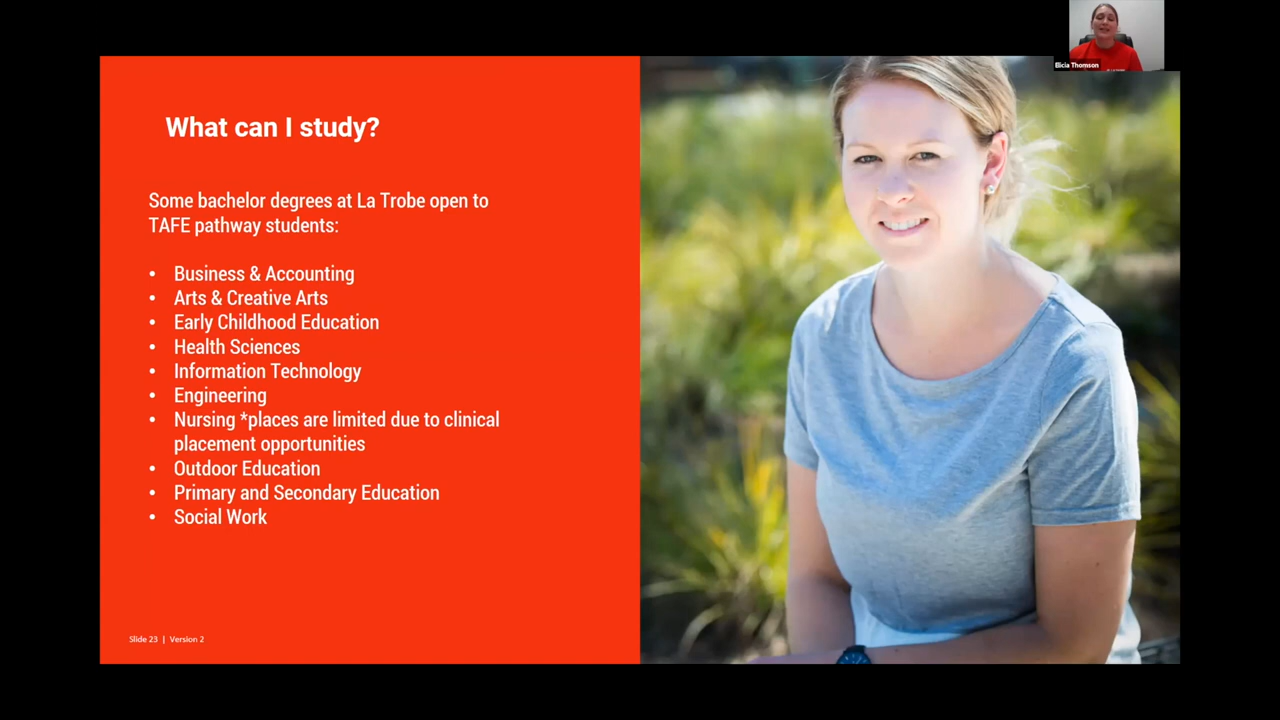 Elicia Thomson
What can I study?
Some bachelor degrees at La Trobe open to
TAFE pathway students:
• Business & Accounting
• Arts & Creative Arts
• Early Childhood Education
• Health Sciences
• Information Technology
• Engineering
• Nursing *places are limited due to clinical
placement opportunities
• Outdoor Education
• Primary and Secondary Education
• Social Work
Slide 23 | Version 2